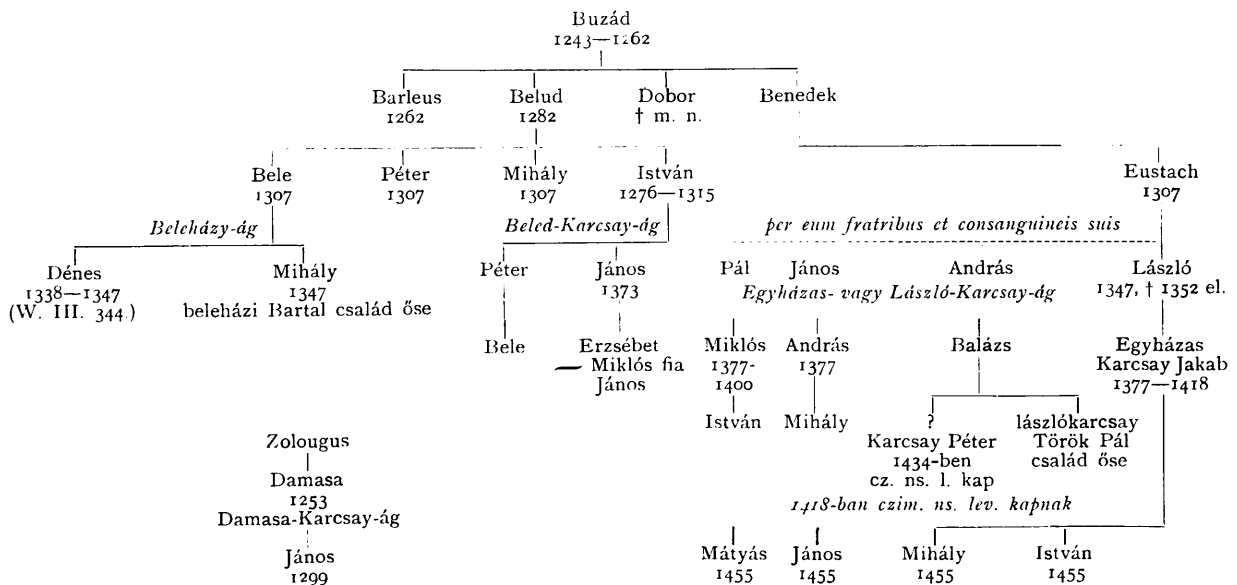 Buzád
1243—1262
Barleus Belud Dobor Benedek
1262 1282 † m. n.
Bele Péter Mihály István Eustach
1307 1307 1307 1276—1315 1307
Beleházy-ág Beled-Karcsay-ág per eum fratribus et consanguineis suis
Dénes Mihály Péter János Pál János András László
1338—1347 1347 1373 Egyházas- vagy László-Karcsay-ág 1347, † 1352 el.
(W. III. 344.) beleházi Bartal család őse
Bele Erzsébet Miklós András Balázs Egyházas
— Miklós fia 1377- 1377 Karcsay Jakab
János 1400 1377—1418
István Mihály ? lászlókarcsay
Zolougus Karcsay Péter Török Pál
1434-ben család őse
Damasa cz. ns. l. kap
1253 1418-ban czim. ns. lev. kapnak
Damasa-Karcsay-ág
János Mátyás János Mihály István
1299 1455 1455 1455 1455